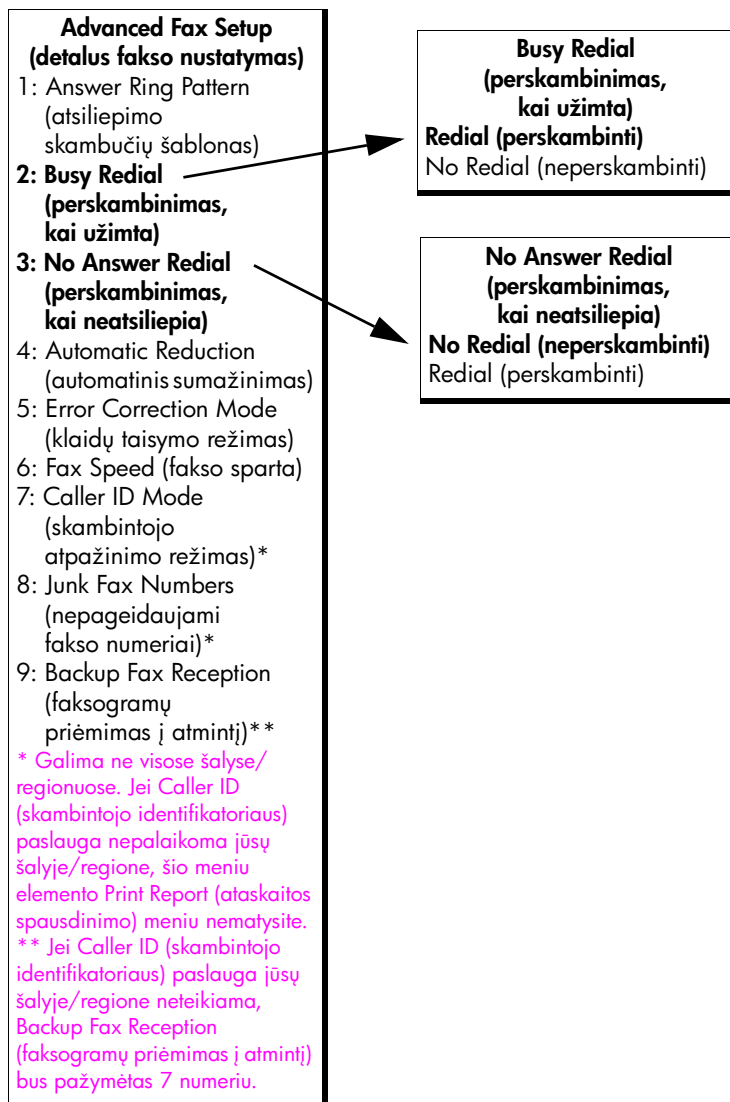 Advanced Fax Setup
(detalus fakso nustatymas)
1: Answer Ring Pattern
(atsiliepimo
skambučių šablonas)
2: Busy Redial
(perskambinimas,
kai užimta)
3: No Answer Redial
(perskambinimas,
kai neatsiliepia)
4: Automatic Reduction
(automatinis sumažinimas)
5: Error Correction Mode
(klaidų taisymo režimas)
6: Fax Speed (fakso sparta)
7: Caller ID Mode
(skambintojo
atpažinimo režimas)*
8: Junk Fax Numbers
(nepageidaujami
fakso numeriai)*
9: Backup Fax Reception
(faksogramų
priėmimas į atmintį)**
* Galima ne visose šalyse/
regionuose. Jei Caller ID
(skambintojo identifikatoriaus)
paslauga nepalaikoma jūsų
šalyje/regione, šio meniu
elemento Print Report (ataskaitos
spausdinimo) meniu nematysite.
** Jei Caller ID (skambintojo
identifikatoriaus) paslauga jūsų
šalyje/regione neteikiama,
Backup Fax Reception
(faksogramų priėmimas į atmintį)
bus pažymėtas 7 numeriu.
Busy Redial
(perskambinimas,
kai užimta)
Redial (perskambinti)
No Redial (neperskambinti)
No Answer Redial
(perskambinimas,
kai neatsiliepia)
No Redial (neperskambinti)
Redial (perskambinti)